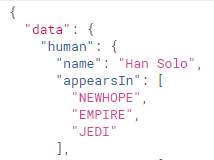 {
  "data": {
    "human": {
      "name": "Han Solo",
      "appearsIn": [
        "NEWHOPE",
        "EMPIRE",
        "JEDI"
      ],